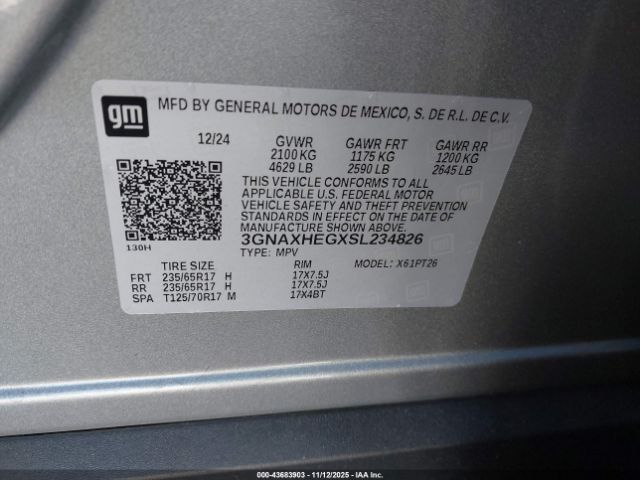 gm
MFD BY GENERAL MOTORS DE MEXICO, S. DE R.L. DE C.V.
12/24 GVWR GAWR FRT GAWR RR
2100 KG 1175 KG 1200 KG
4629 LB 2590 LB 2645 LB
THIS VEHICLE CONFORMS TO ALL
APPLICABLE U.S. FEDERAL MOTOR
VEHICLE SAFETY AND THEFT PREVENTION
STANDARDS IN EFFECT ON THE DATE OF
MANUFACTURE SHOWN ABOVE.
130H
3GNAXHEGXSL234826
TYPE: MPV MODEL: X61PT26
TIRE SIZE RIM
FRT 235/65R17 H 17X7.5J
RR 235/65R17 H 17X7.5J
SPA T125/70R17 M 17X4BT
000-43683903 - 11/12/2025 - IAA Inc.